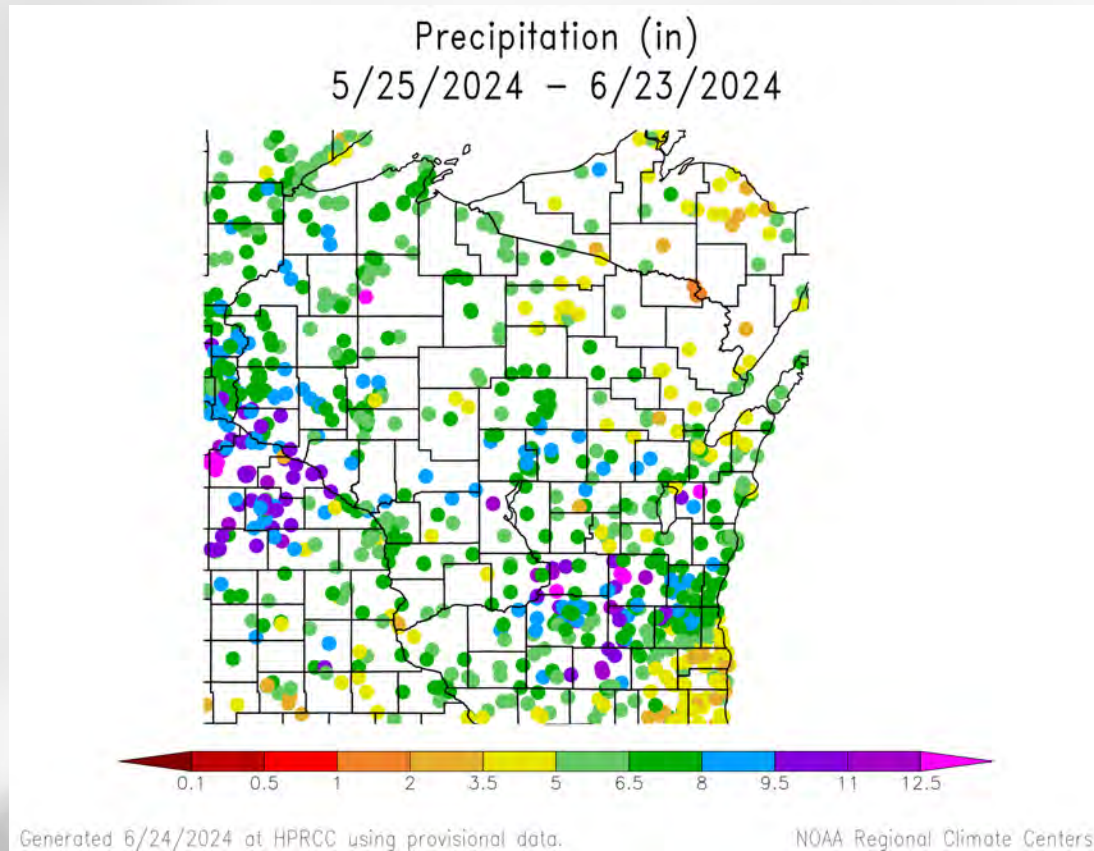 Precipitation (in)
5/25/2024 – 6/23/2024
0.1 0.5 1 2 3.5 5 6.5 8 9.5 11 12.5
Generated 6/24/2024 at HPRCC using provisional data.
NOAA Regional Climate Centers